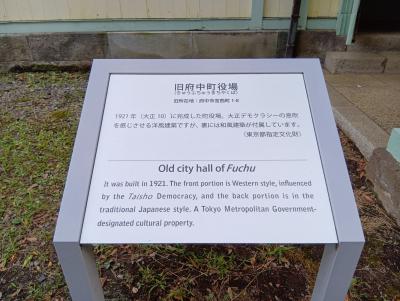 旧府中町役場
(きゅうふちゅうまちやくば)
旧所在地：府中市宮西町 1-6
1921年（大正10）に完成した町役場。大正デモクラシーの息吹
を感じさせる洋風建築ですが、裏には和風建築が付属しています。
（東京都指定文化財）
Old city hall of Fuchu
It was built in 1921. The front portion is Western style, influenced
by the Taisho Democracy, and the back portion is in the
traditional Japanese style. A Tokyo Metropolitan Government-
designated cultural property.